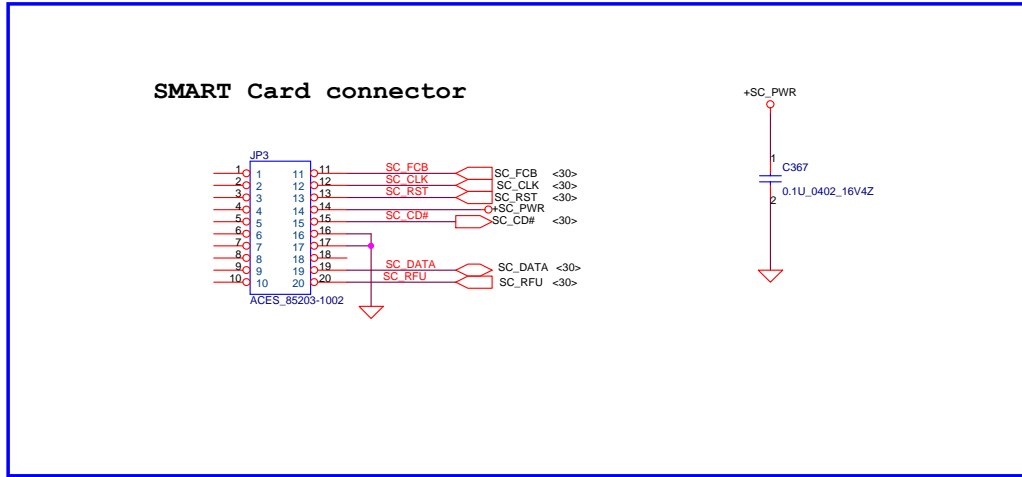 SMART Card connector
+SC_PWR
JP3
1 1 11 11 SC_FCB SC_FCB <30>
2 2 12 12 SC_CLK SC_CLK <30>
3 3 13 13 SC_RST SC_RST <30>
4 4 14 14 +SC_PWR
5 5 15 15 SC_CD# SC_CD# <30>
6 6 16 16
7 7 17 17
8 8 18 18
9 9 19 19 SC_DATA SC_DATA <30>
10 10 20 20 SC_RFU SC_RFU <30>
ACES_85203-1002
1
C367
0.1U_0402_16V4Z
2